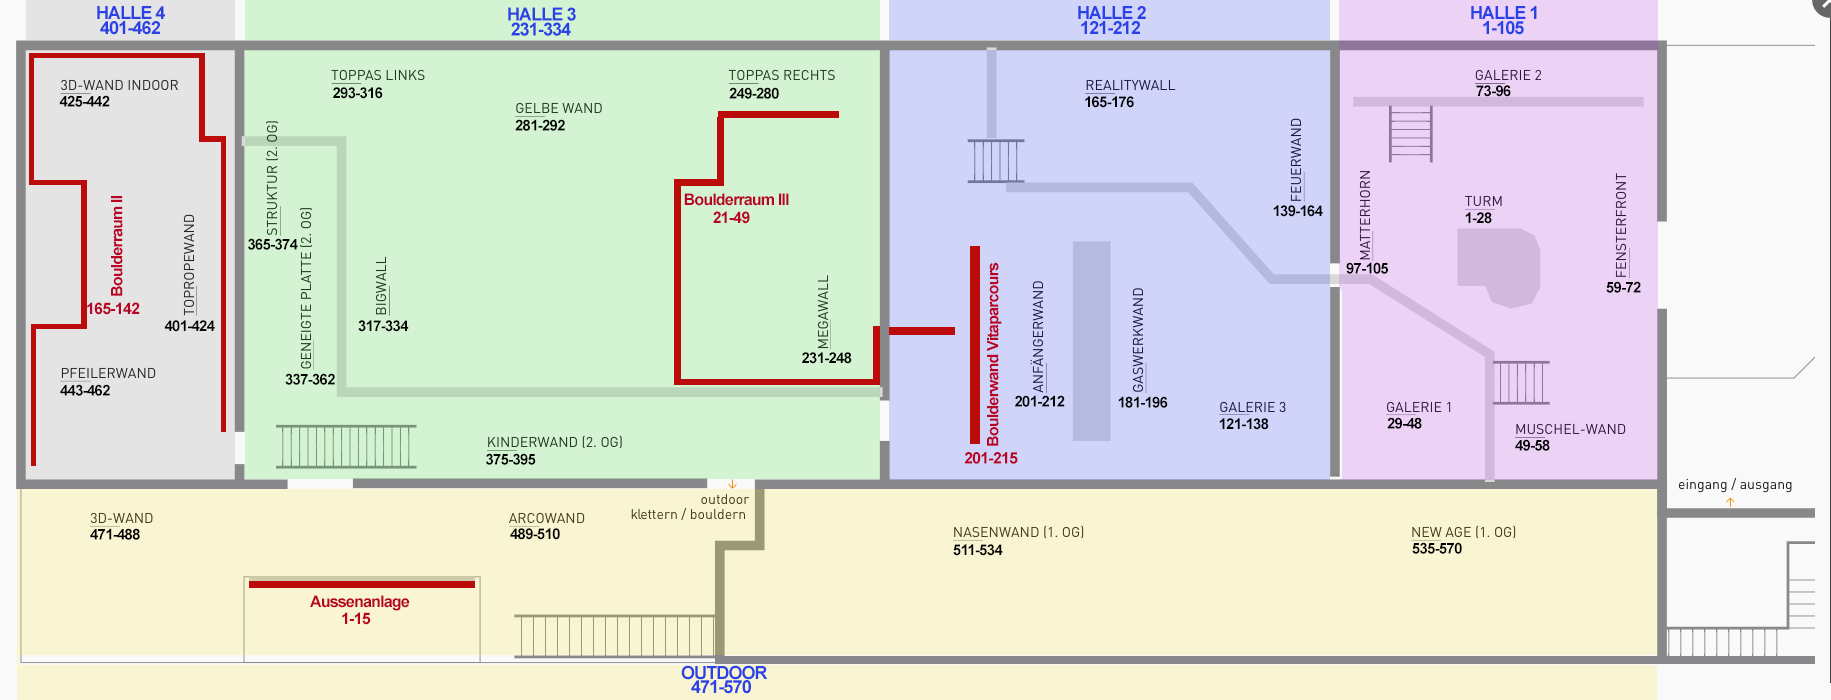 HALLE 4
401-462
HALLE 3
231-334
HALLE 2
121-212
HALLE 1
1-105
3D-WAND INDOOR
425-442
Boulderraum II
165-142
TOPROPEWAND
401-424
PFEILERWAND
443-462
TOPPAS LINKS
293-316
GELBE WAND
281-292
TOPPAS RECHTS
249-280
STRUKTUR (2. OG)
365-374
GENEIGTE PLATTE (2. OG)
337-362
BIGWALL
317-334
Boulderraum III
21-49
MEGAWALL
231-248
KINDERWAND (2. OG)
375-395
REALITYWALL
165-176
FEUERWAND
139-164
Boulderwand Vitaparcours
201-215
ANFÄNGERWAND
201-212
GASWERKWAND
181-196
GALERIE 3
121-138
GALERIE 2
73-96
MATTERHORN
97-105
TURM
1-28
FENSTERFRONT
59-72
GALERIE 1
29-48
MUSCHEL-WAND
49-58
eingang / ausgang
outdoor
klettern / bouldern
3D-WAND
471-488
ARCOWAND
489-510
NASENWAND (1. OG)
511-534
NEW AGE (1. OG)
535-570
Aussenanlage
1-15
OUTDOOR
471-570